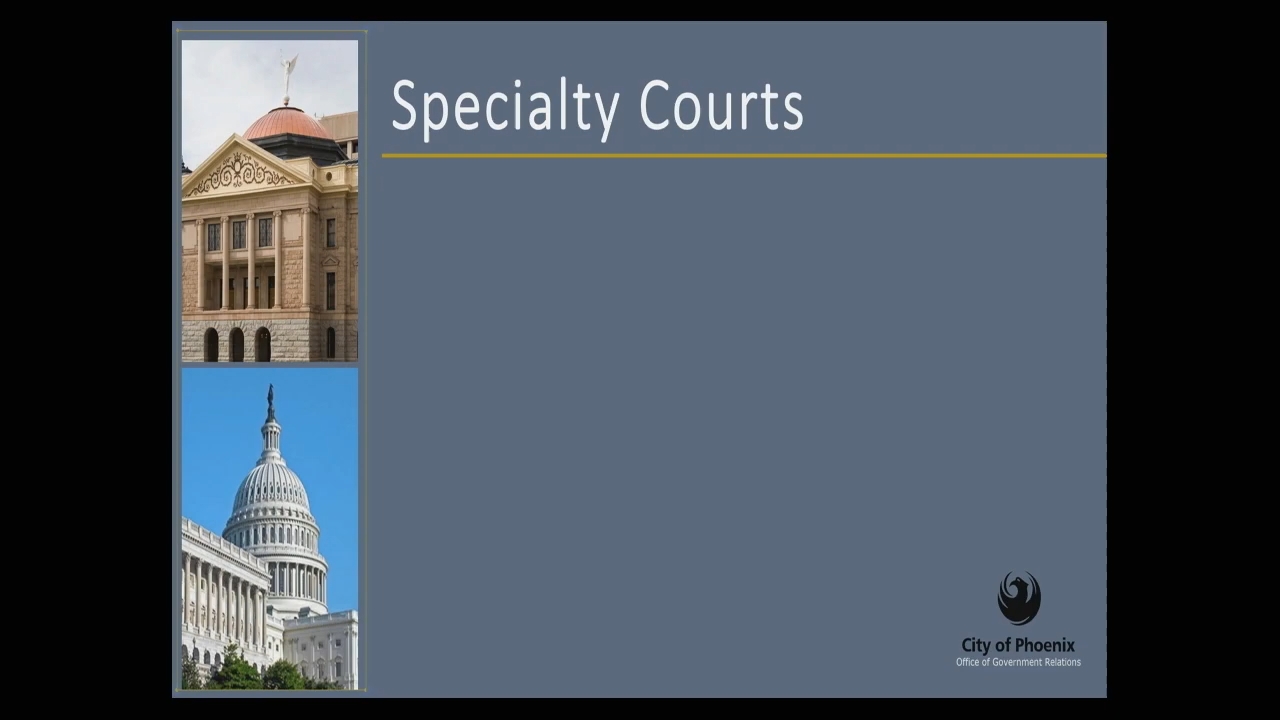 Specialty Courts
City of Phoenix
Office of Government Relations